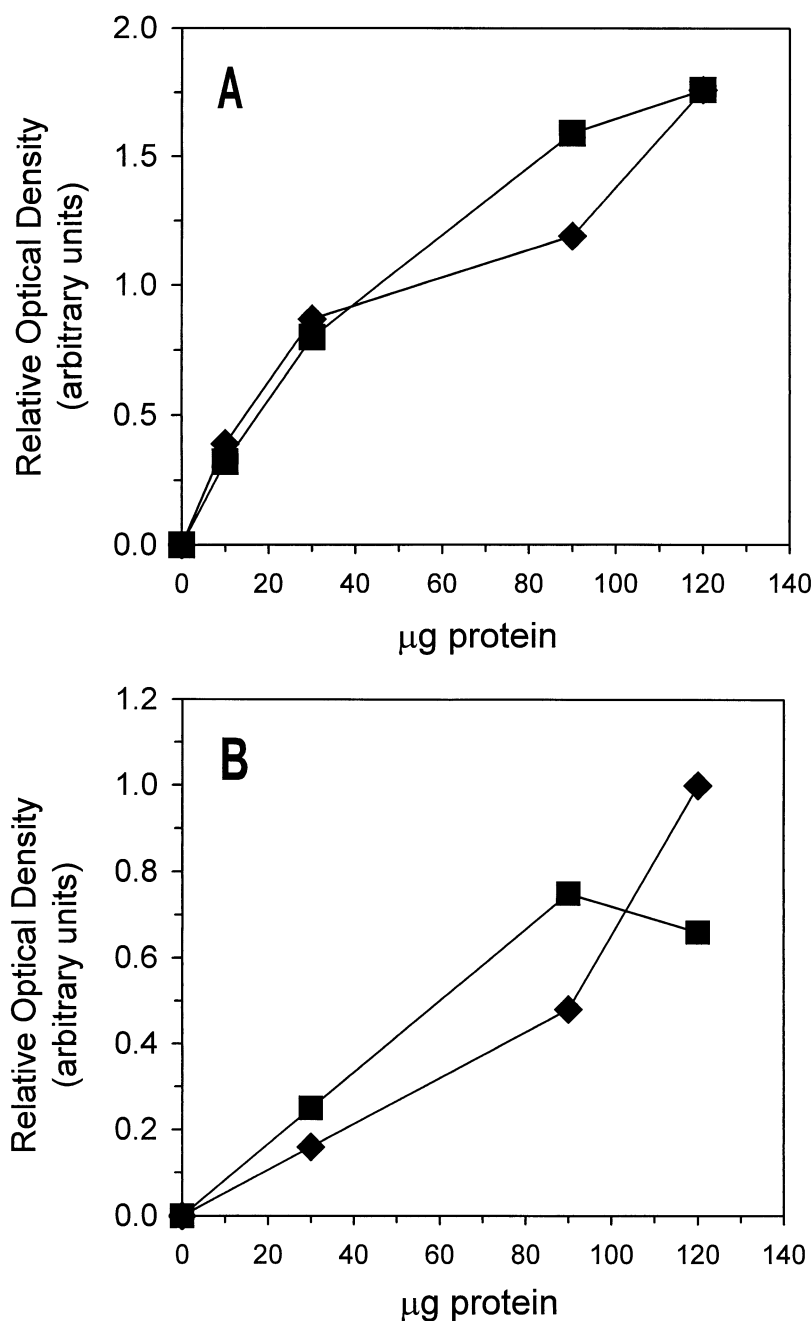 A
Relative Optical Density
(arbitrary units)
2.0
1.5
1.0
0.5
0.0
0 20 40 60 80 100 120 140
μg protein
B
Relative Optical Density
(arbitrary units)
1.2
1.0
0.8
0.6
0.4
0.2
0.0
0 20 40 60 80 100 120 140
μg protein